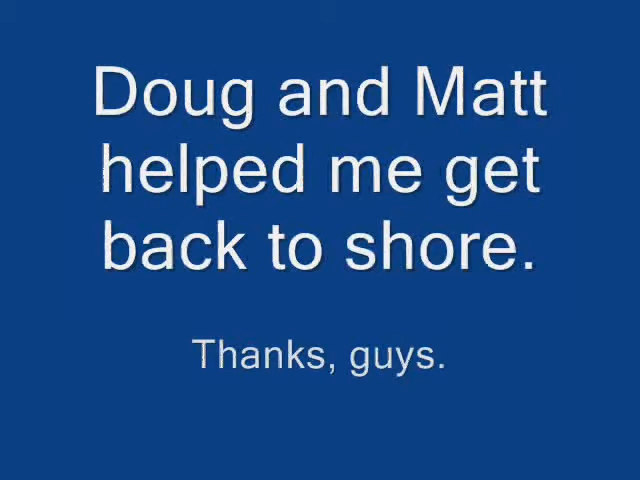 Doug and Matt
helped me get
back to shore.
Thanks, guys.